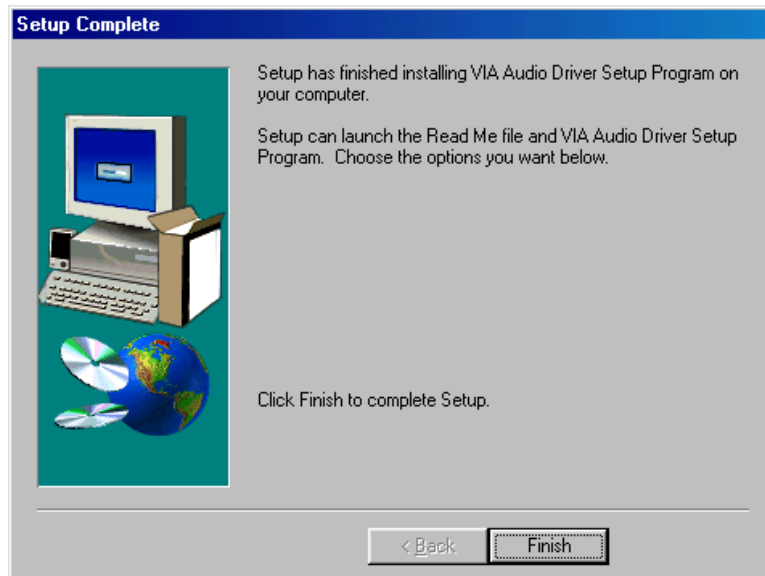 Setup Complete
Setup has finished installing VIA Audio Driver Setup Program on
your computer.
Setup can launch the Read Me file and VIA Audio Driver Setup
Program.  Choose the options you want below.
Click Finish to complete Setup.
< Back
Finish